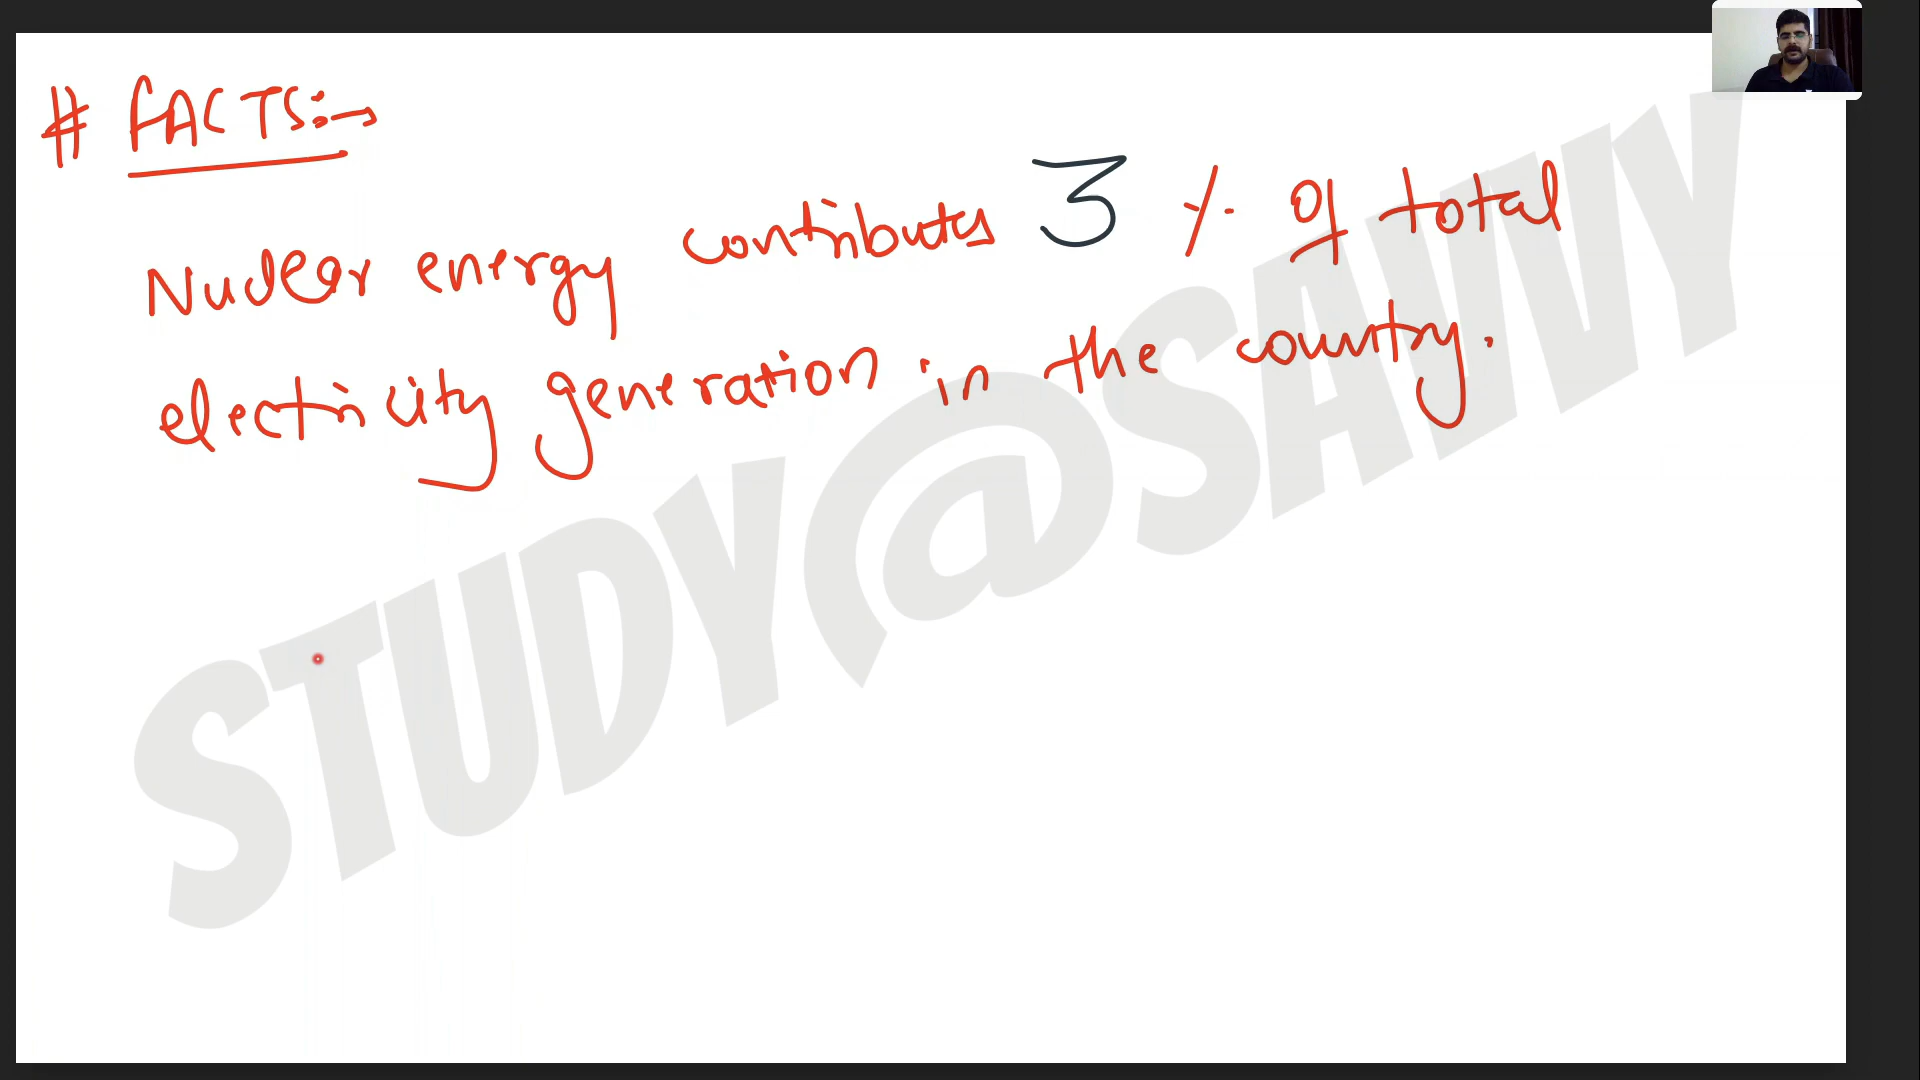 # FACTS:→
Nuclear energy contributes 3 % of total
electricity generation in the country.
STUDY@SAVVY